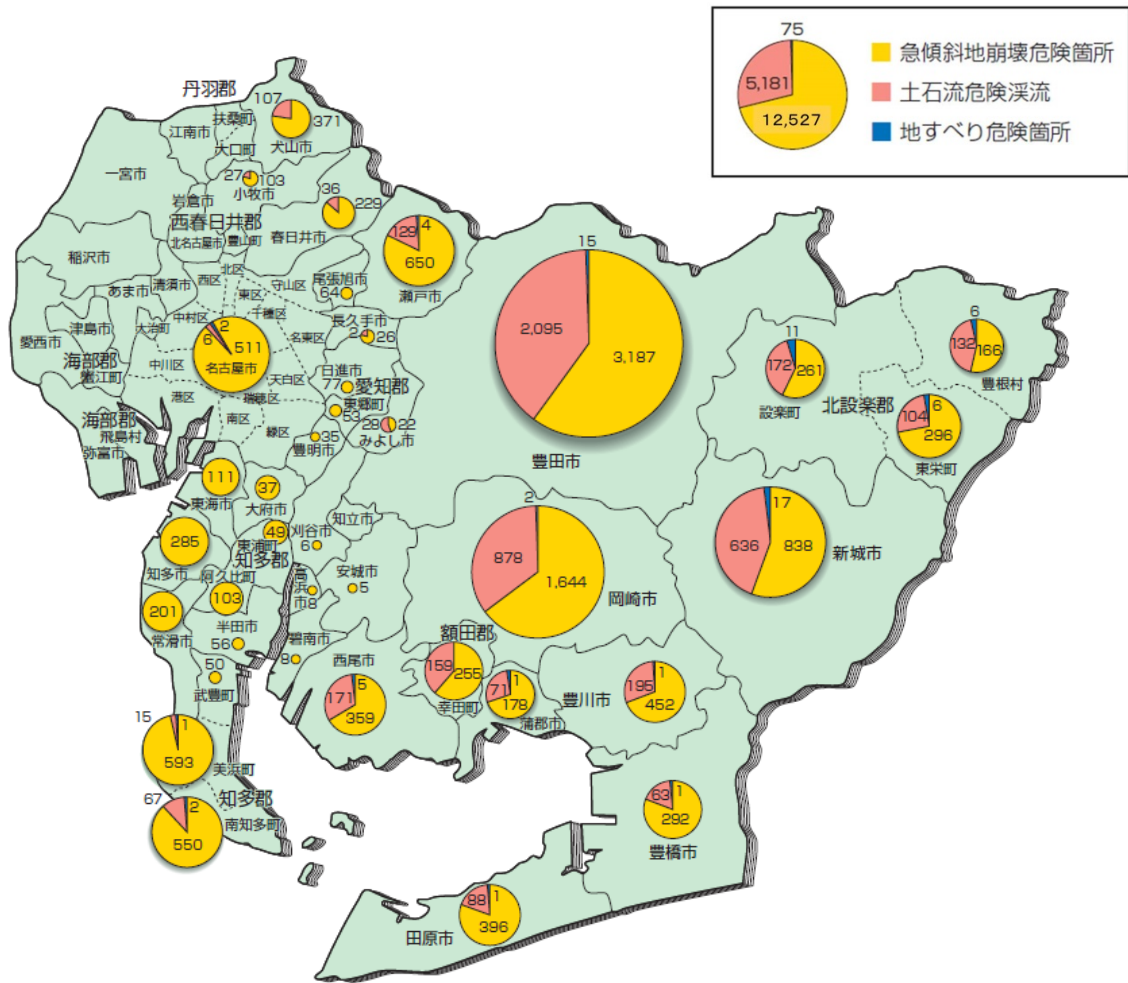 75
5,181
12,527
急傾斜地崩壊危険箇所
土石流危険渓流
地すべり危険箇所
丹羽郡
107
371
犬山市
扶桑町
江南市
大口町
一宮市
27
103
小牧市
岩倉市
36
229
春日井市
西春日井郡
北名古屋市
豊山町
129
4
650
瀬戸市
稲沢市
あま市
清須市
西区
北区
東区
守山区
尾張旭市
64
千種区
名東区
長久手市
2
26
津島市
愛西市
大治町
中村区
海部郡
蟹江町
中川区
6
2
511
名古屋市
天白区
瑞穂区
港区
南区
緑区
日進市
77
愛知郡
東郷町
53
豊明市
35
28
22
みよし市
海部郡
飛島村
弥富市
15
2,095
3,187
豊田市
11
172
261
設楽町
北設楽郡
6
132
166
豊根村
6
104
296
東栄町
17
636
838
新城市
2
878
1,644
岡崎市
111
東海市
37
大府市
285
知多市
49
東浦町
知多郡
刈谷市
6
知立市
安城市
5
高浜市
8
阿久比町
103
201
常滑市
半田市
56
碧南市
8
50
武豊町
西尾市
171
5
359
額田郡
159
255
幸田町
71
1
178
蒲郡市
豊川市
195
1
452
15
1
593
美浜町
知多郡
67
2
550
南知多町
63
1
292
豊橋市
88
1
396
田原市